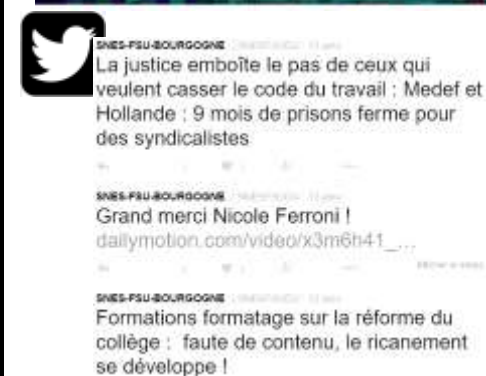 SNES-FSU-BOURGOGNE
La justice emboîte le pas de ceux qui
veulent casser le code du travail : Medef et
Hollande : 9 mois de prisons ferme pour
des syndicalistes
SNES-FSU-BOURGOGNE
Grand merci Nicole Ferroni !
dailymotion.com/video/x3m6h41_...
SNES-FSU-BOURGOGNE
Formations formatage sur la réforme du
collège : faute de contenu, le ricanement
se développe !